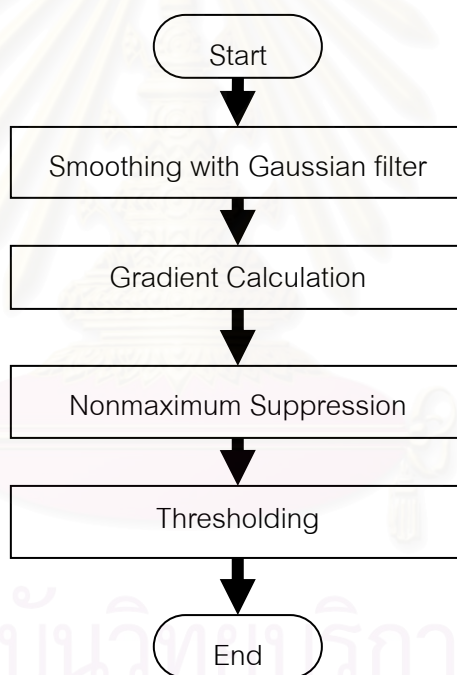 Start
Smoothing with Gaussian filter
Gradient Calculation
Nonmaximum Suppression
Thresholding
End